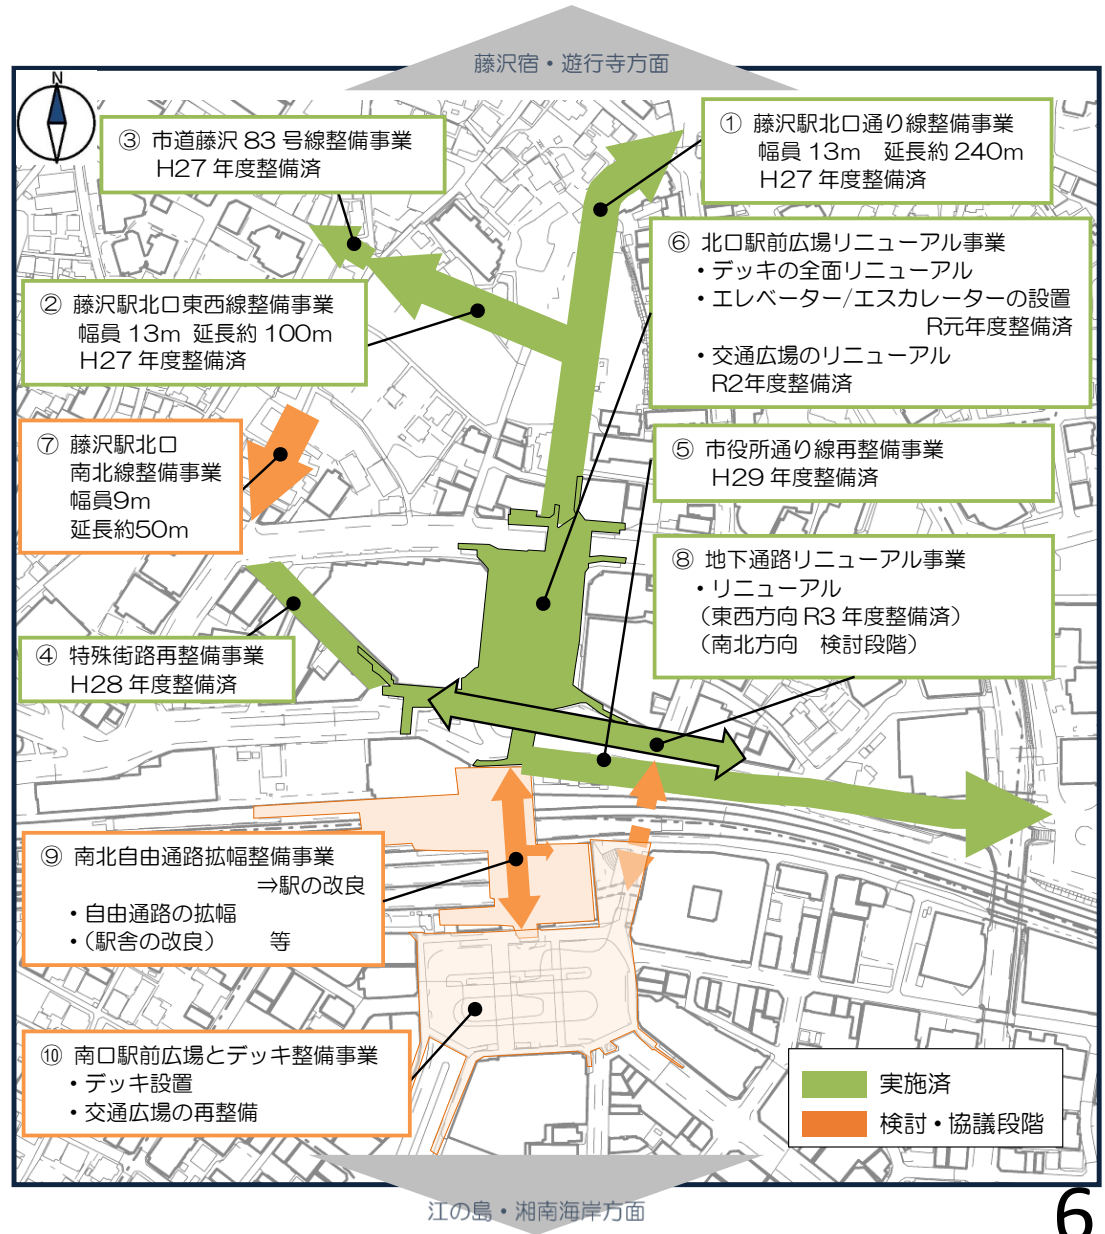 藤沢宿・遊行寺方面
N
③ 市道藤沢 83 号線整備事業
H27 年度整備済
① 藤沢駅北口通り線整備事業
幅員 13m 延長約 240m
H27 年度整備済
⑥ 北口駅前広場リニューアル事業
・デッキの全面リニューアル
・エレベーター/エスカレーターの設置
R元年度整備済
・交通広場のリニューアル
R2年度整備済
② 藤沢駅北口東西線整備事業
幅員 13m 延長約 100m
H27 年度整備済
⑦ 藤沢駅北口
南北線整備事業
幅員9m
延長約50m
⑤ 市役所通り線再整備事業
H29 年度整備済
⑧ 地下通路リニューアル事業
・リニューアル
(東西方向 R3 年度整備済)
(南北方向 検討段階)
④ 特殊街路再整備事業
H28 年度整備済
⑨ 南北自由通路拡幅整備事業
⇒駅の改良
・自由通路の拡幅
・(駅舎の改良) 等
⑩ 南口駅前広場とデッキ整備事業
・デッキ設置
・交通広場の再整備
実施済
検討・協議段階
江の島・湘南海岸方面
6